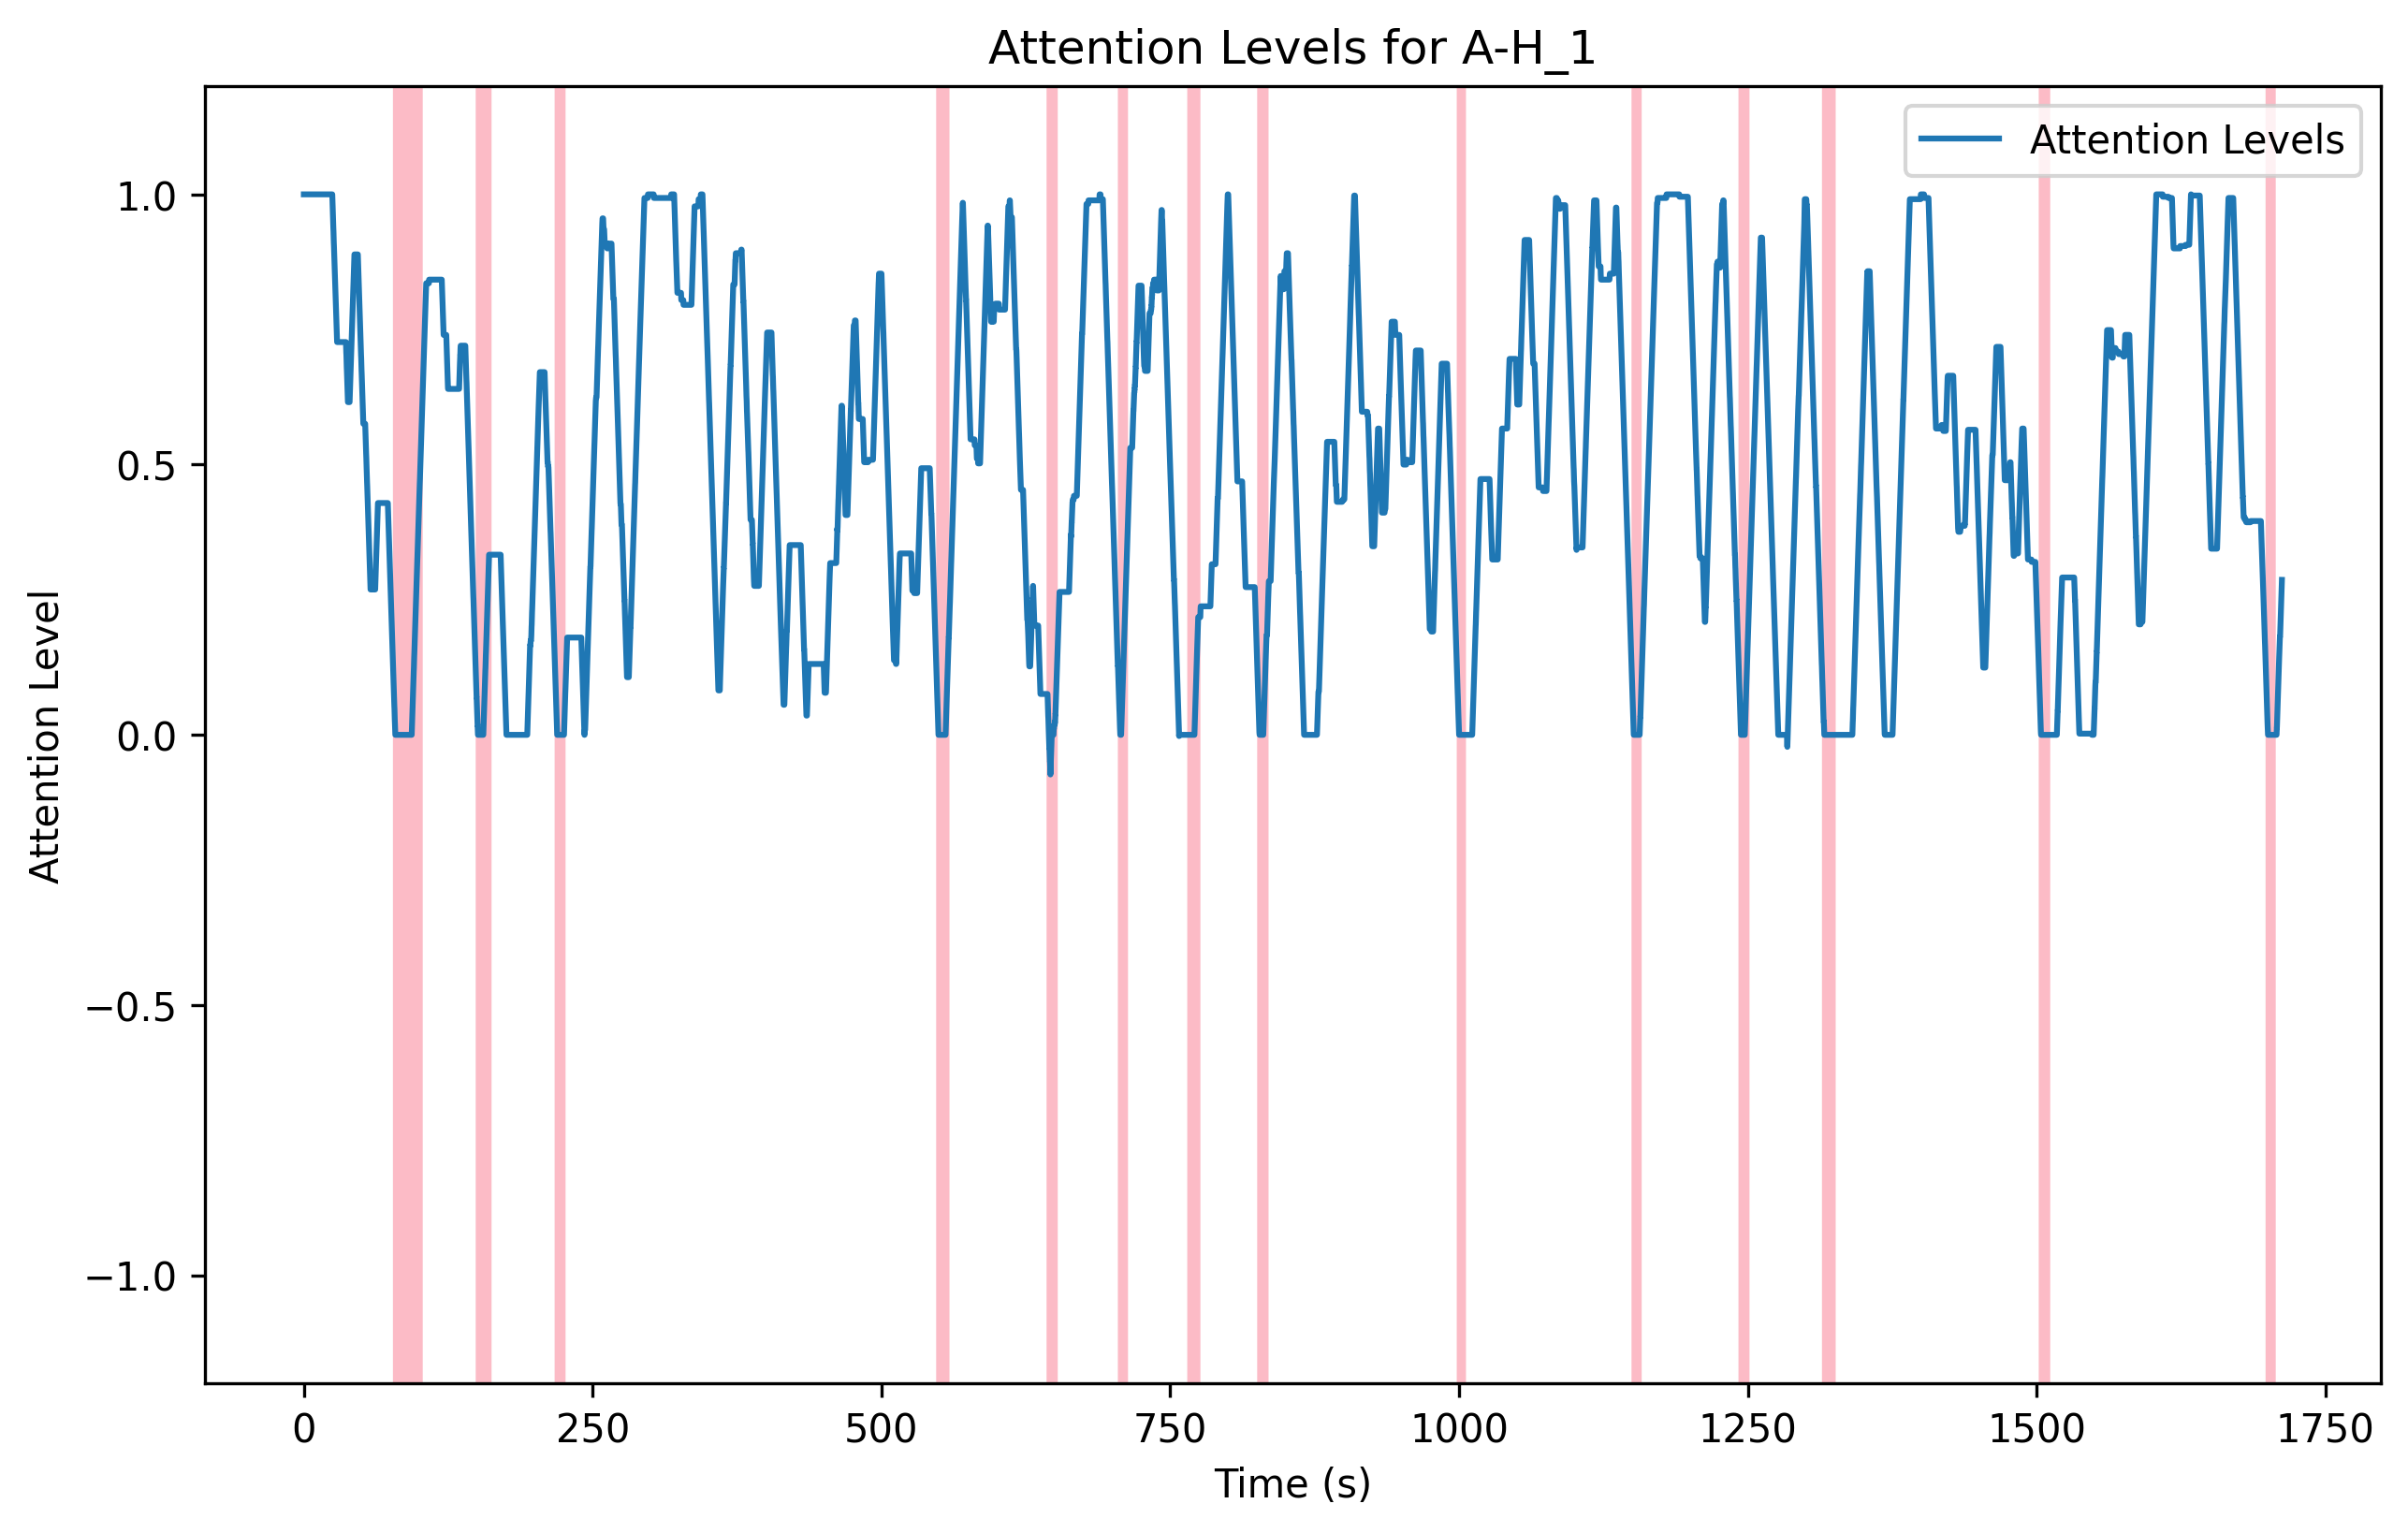 Attention Levels for A-H_1
Attention Levels
1.0
0.5
0.0
−0.5
−1.0
Attention Level
0 250 500 750 1000 1250 1500 1750
Time (s)